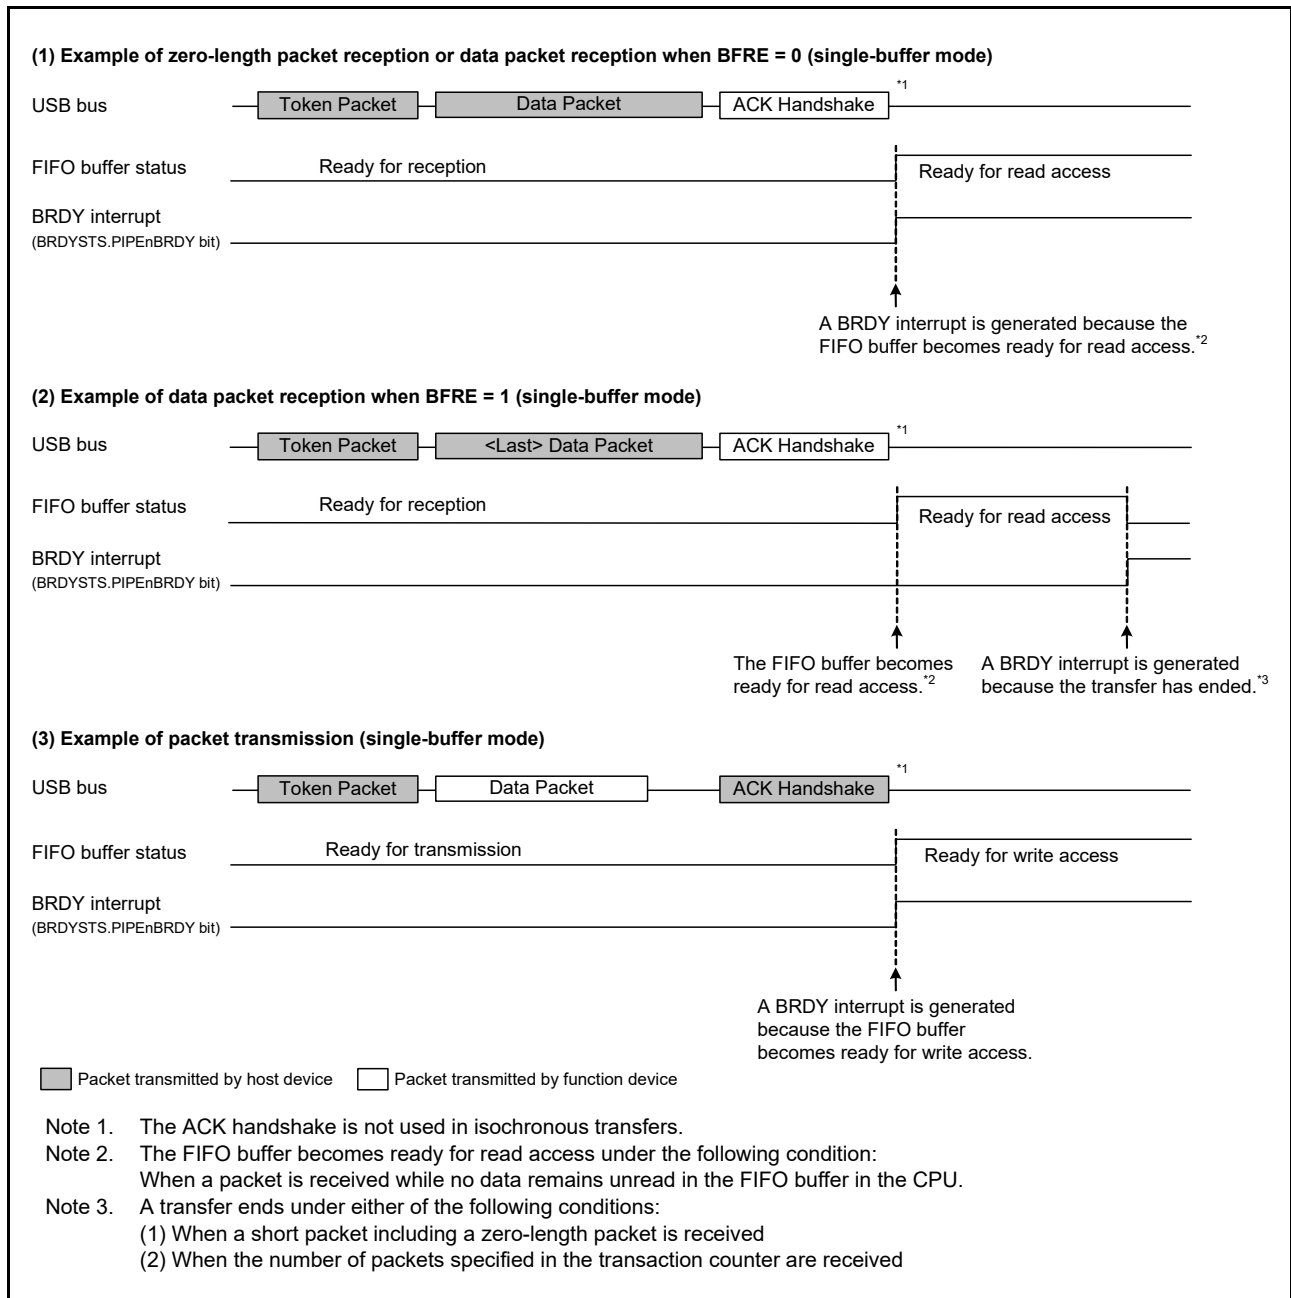 (1) Example of zero-length packet reception or data packet reception when BFRE = 0 (single-buffer mode)
USB bus
Token Packet
Data Packet
ACK Handshake
*1
FIFO buffer status
Ready for reception
Ready for read access
BRDY interrupt
(BRDYSTS.PIPEnBRDY bit)
A BRDY interrupt is generated because the
FIFO buffer becomes ready for read access.*2
(2) Example of data packet reception when BFRE = 1 (single-buffer mode)
USB bus
Token Packet
<Last> Data Packet
ACK Handshake
*1
FIFO buffer status
Ready for reception
Ready for read access
BRDY interrupt
(BRDYSTS.PIPEnBRDY bit)
The FIFO buffer becomes
ready for read access.*2
A BRDY interrupt is generated
because the transfer has ended.*3
(3) Example of packet transmission (single-buffer mode)
USB bus
Token Packet
Data Packet
ACK Handshake
*1
FIFO buffer status
Ready for transmission
Ready for write access
BRDY interrupt
(BRDYSTS.PIPEnBRDY bit)
A BRDY interrupt is generated
because the FIFO buffer
becomes ready for write access.
Packet transmitted by host device
Packet transmitted by function device
Note 1. The ACK handshake is not used in isochronous transfers.
Note 2. The FIFO buffer becomes ready for read access under the following condition:
When a packet is received while no data remains unread in the FIFO buffer in the CPU.
Note 3. A transfer ends under either of the following conditions:
(1) When a short packet including a zero-length packet is received
(2) When the number of packets specified in the transaction counter are received